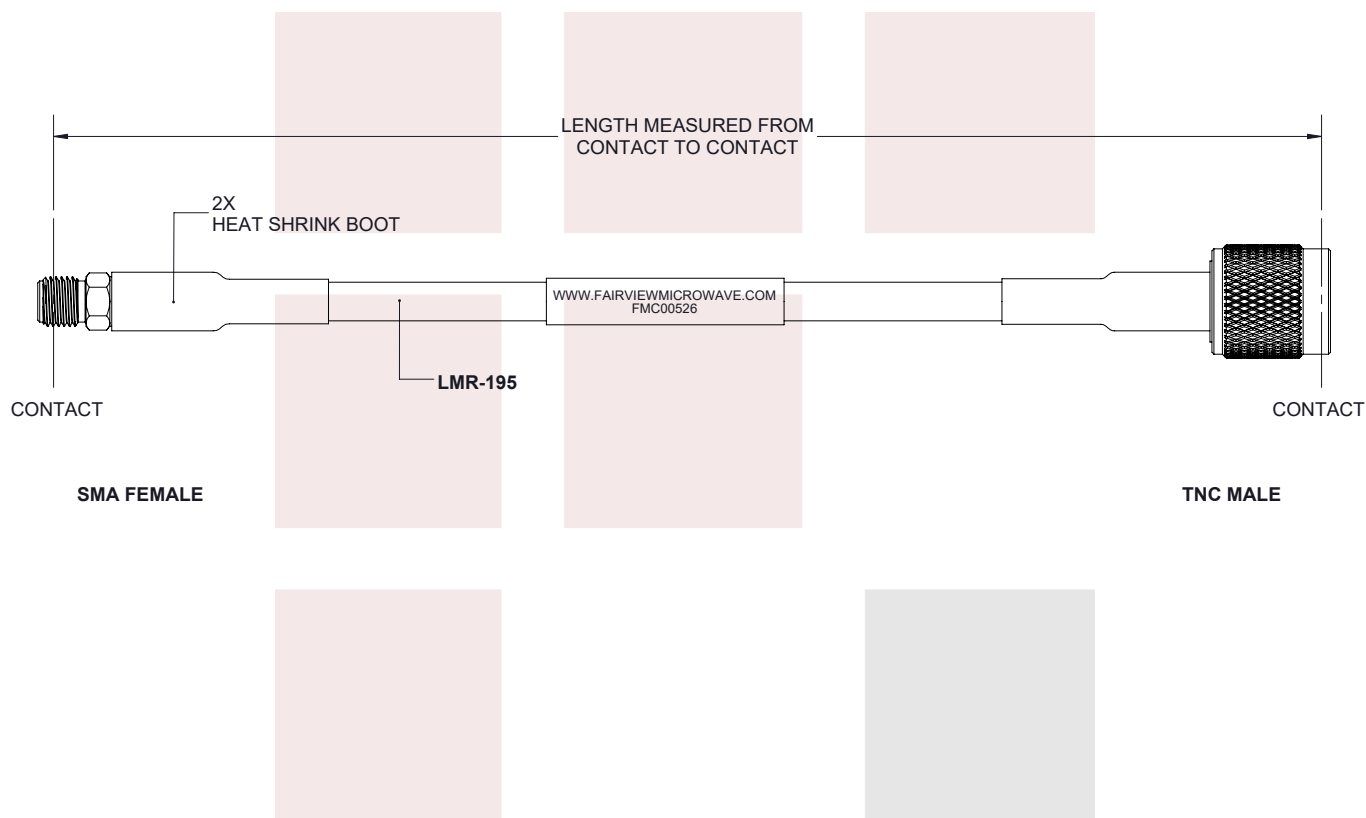 LENGTH MEASURED FROM
CONTACT TO CONTACT
2X
HEAT SHRINK BOOT
WWW.FAIRVIEWMICROWAVE.COM
FMC00526
LMR-195
CONTACT
CONTACT
SMA FEMALE
TNC MALE